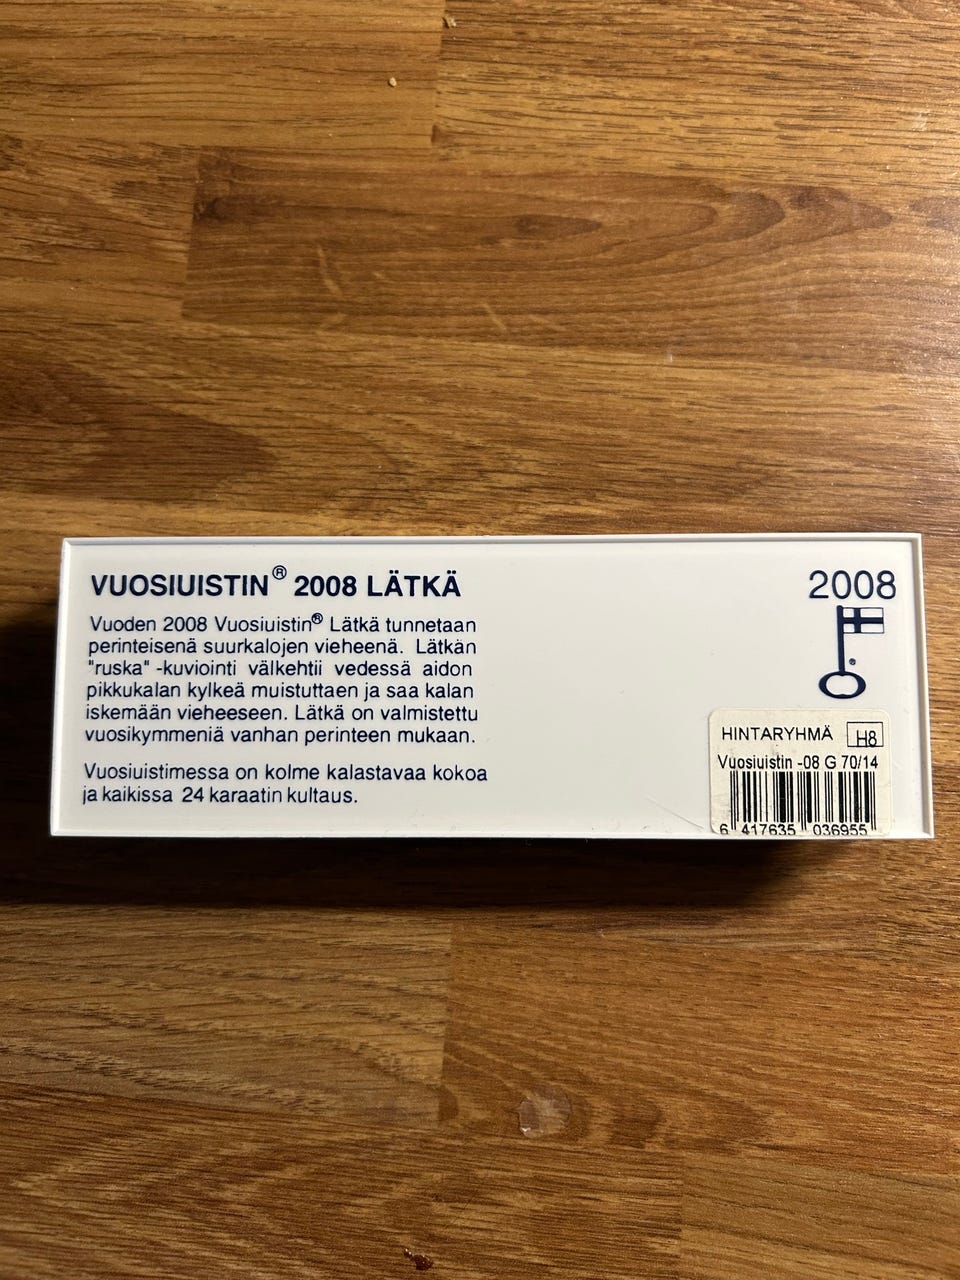 VUOSIUISTIN® 2008 LÄTKÄ
Vuoden 2008 Vuosiuistin® Lätkä tunnetaan
perinteisenä suurkalojen vieheenä. Lätkän
"ruska" -kuviointi välkehtii vedessä aidon
pikkukalan kylkeä muistuttaen ja saa kalan
iskemään vieheeseen. Lätkä on valmistettu
vuosikymmeniä vanhan perinteen mukaan.
Vuosiuistimessa on kolme kalastavaa kokoa
ja kaikissa 24 karaatin kultaus.
2008
®
HINTARYHMÄ H8
Vuosiuistin -08 G 70/14
6 417635 036955